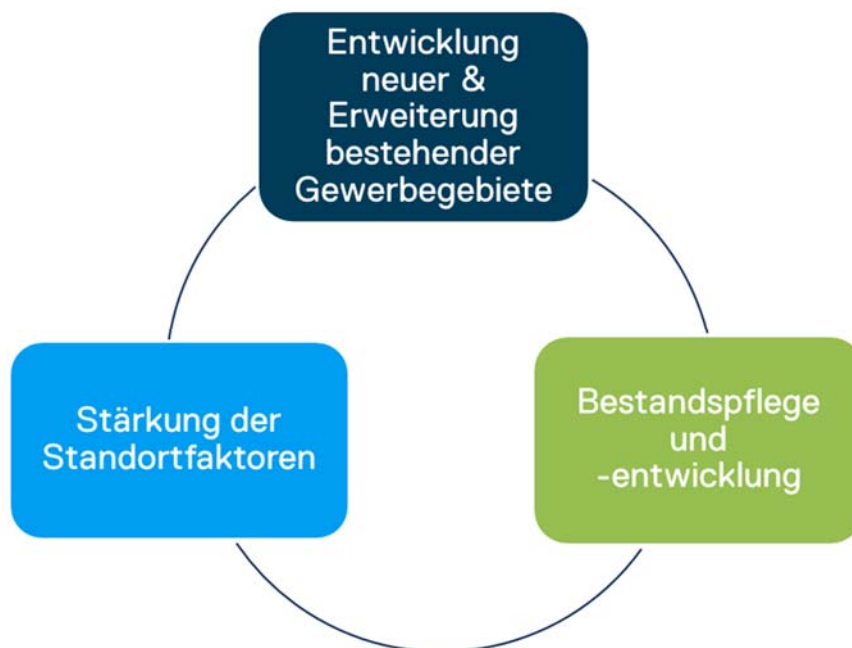 Entwicklung
neuer &
Erweiterung
bestehender
Gewerbegebiete
Stärkung der
Standortfaktoren
Bestandspflege
und
-entwicklung